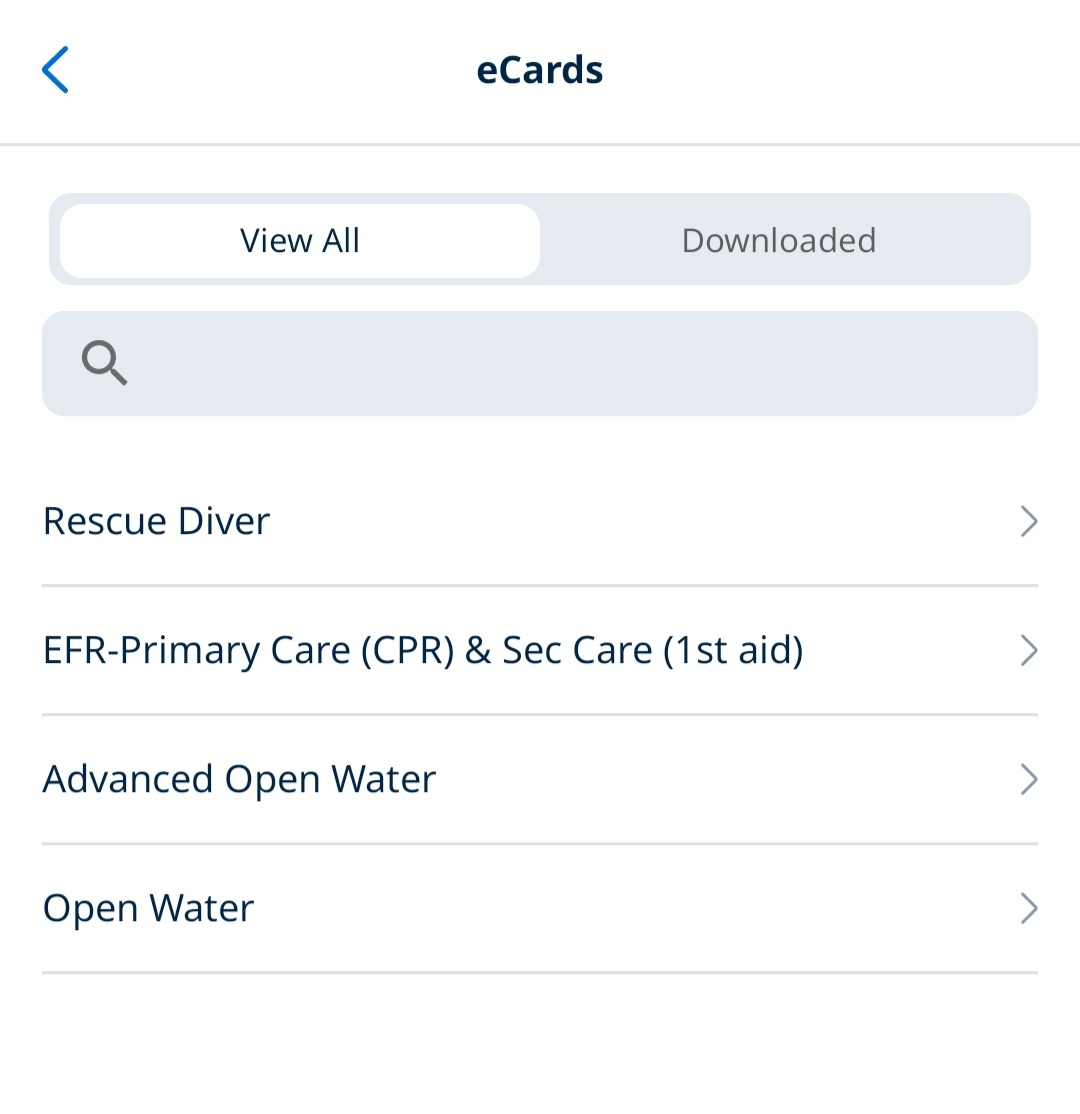 eCards
View All
Downloaded
Rescue Diver
EFR-Primary Care (CPR) & Sec Care (1st aid)
Advanced Open Water
Open Water